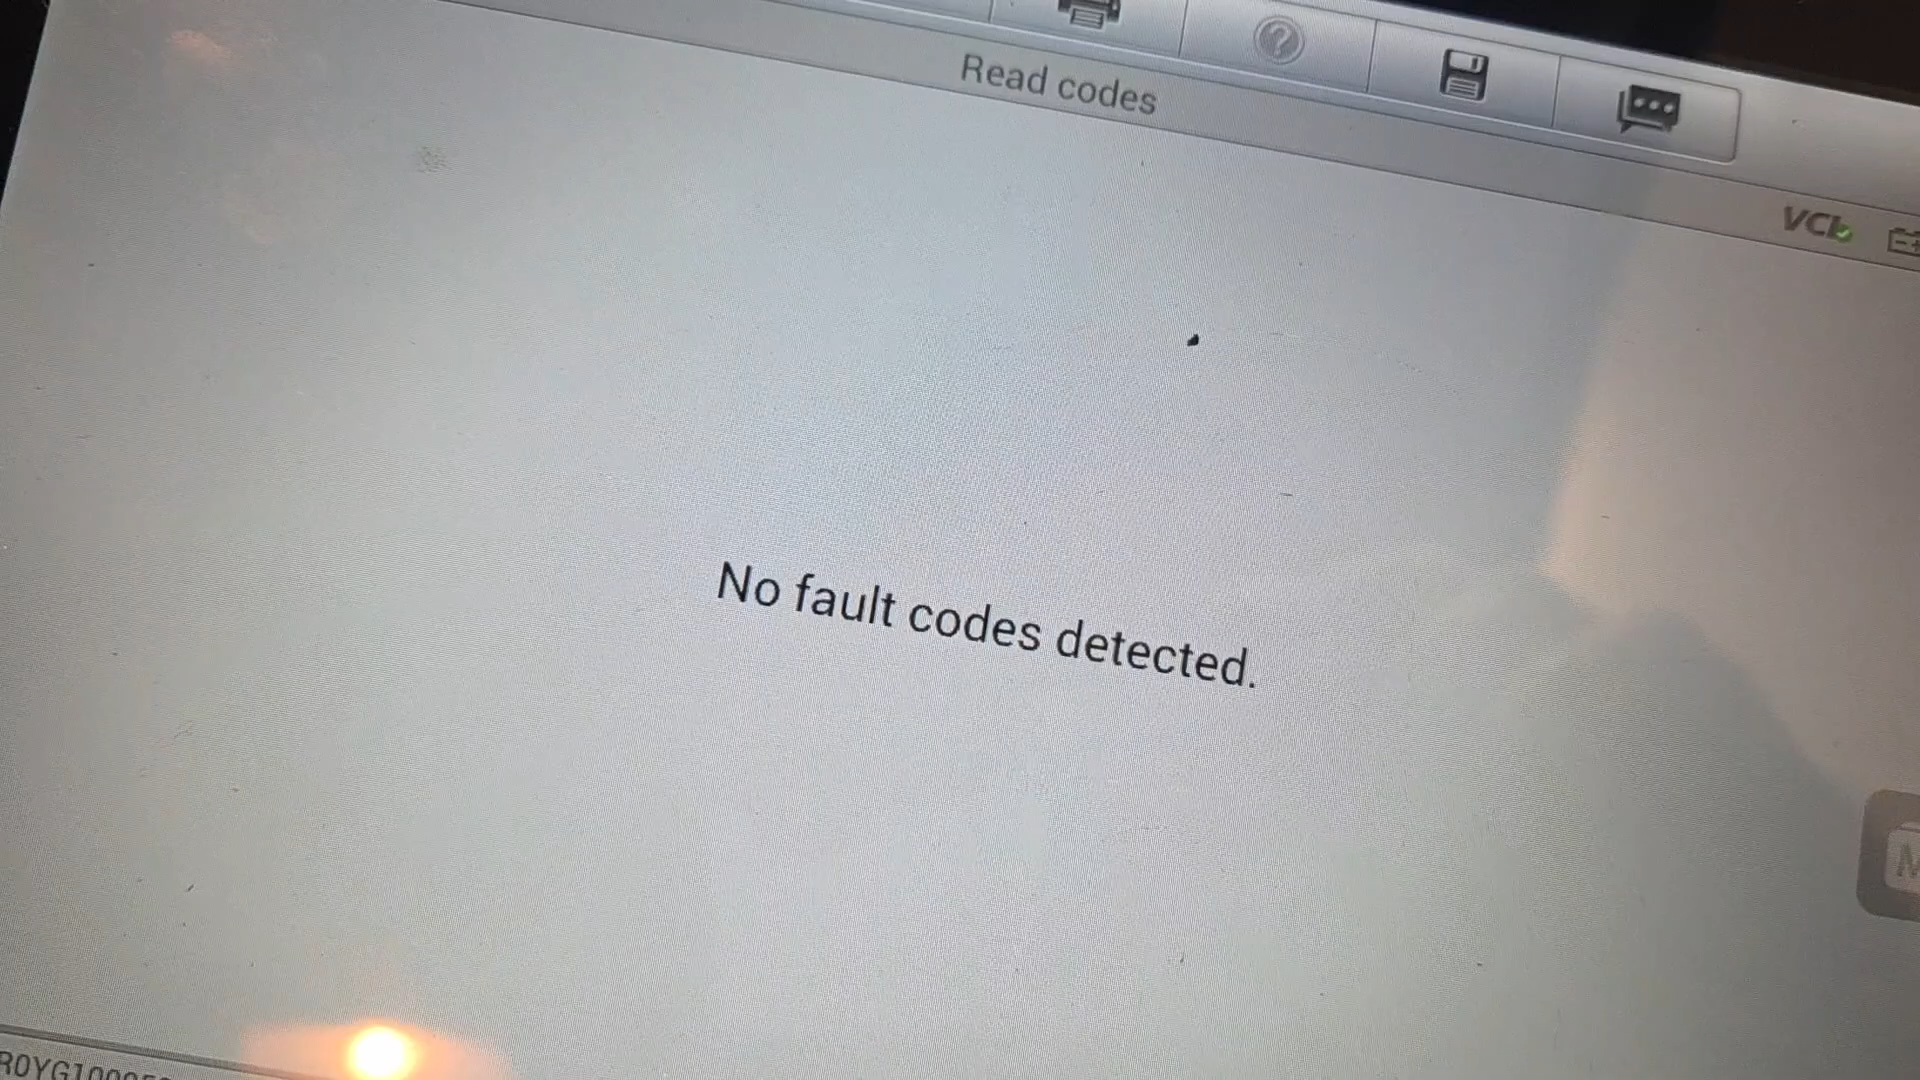 Read codes
VCI
No fault codes detected.